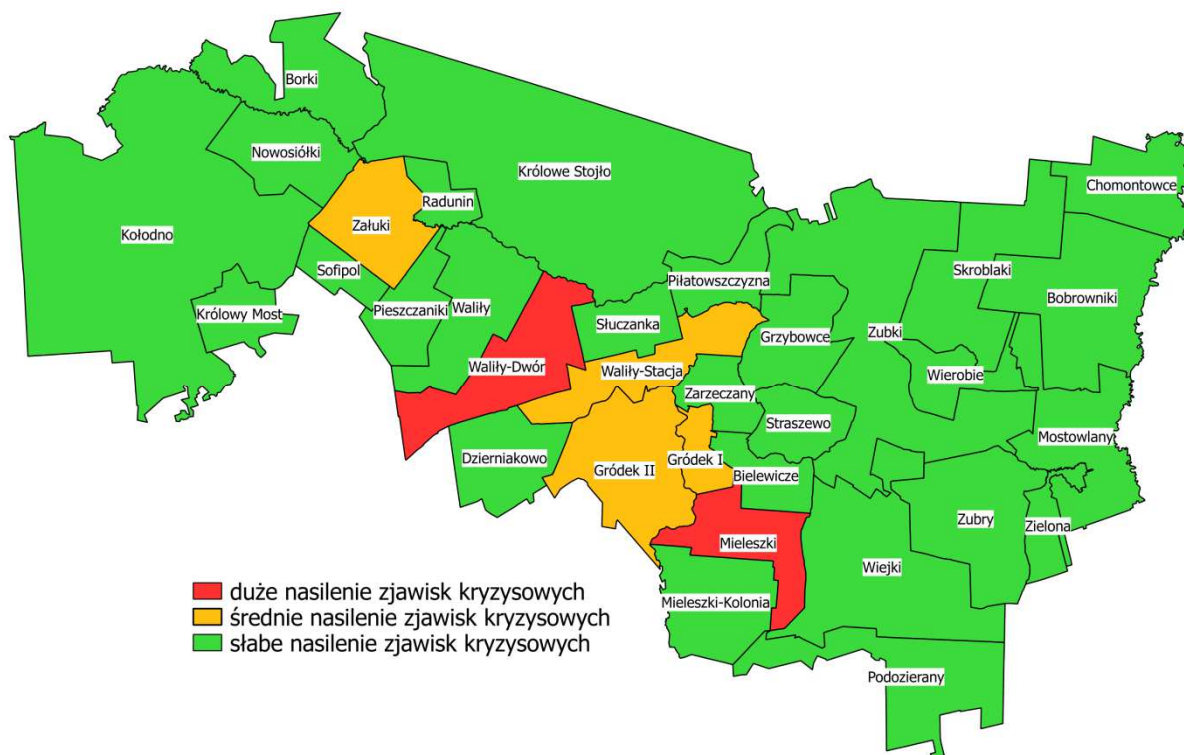 Borki
Nowosiółki
Królowe Stojło
Chomontowce
Radunin
Załuki
Kołodno
Sofipol
Skroblaki
Piłatowszczyzna
Bobrowniki
Królowy Most
Pieszczaniki
Waliły
Słuczanka
Zubki
Grzybowce
Waliły-Dwór
Waliły-Stacja
Wierobie
Zarzeczany
Straszewo
Mostowlany
Dzierniakowo
Gródek II
Gródek I
Bielewicze
Zubry
Zielona
Mieleszki
Wiejki
Mieleszki-Kolonia
Podozierany
duże nasilenie zjawisk kryzysowych
średnie nasilenie zjawisk kryzysowych
słabe nasilenie zjawisk kryzysowych